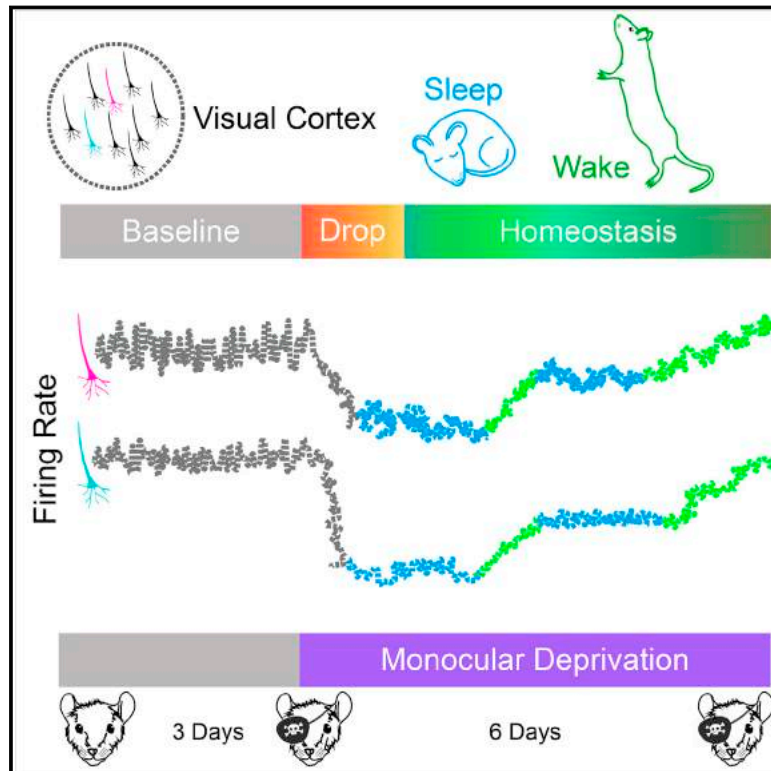 Visual Cortex
Sleep
Wake
Baseline
Drop
Homeostasis
Firing Rate
Monocular Deprivation
3 Days
6 Days